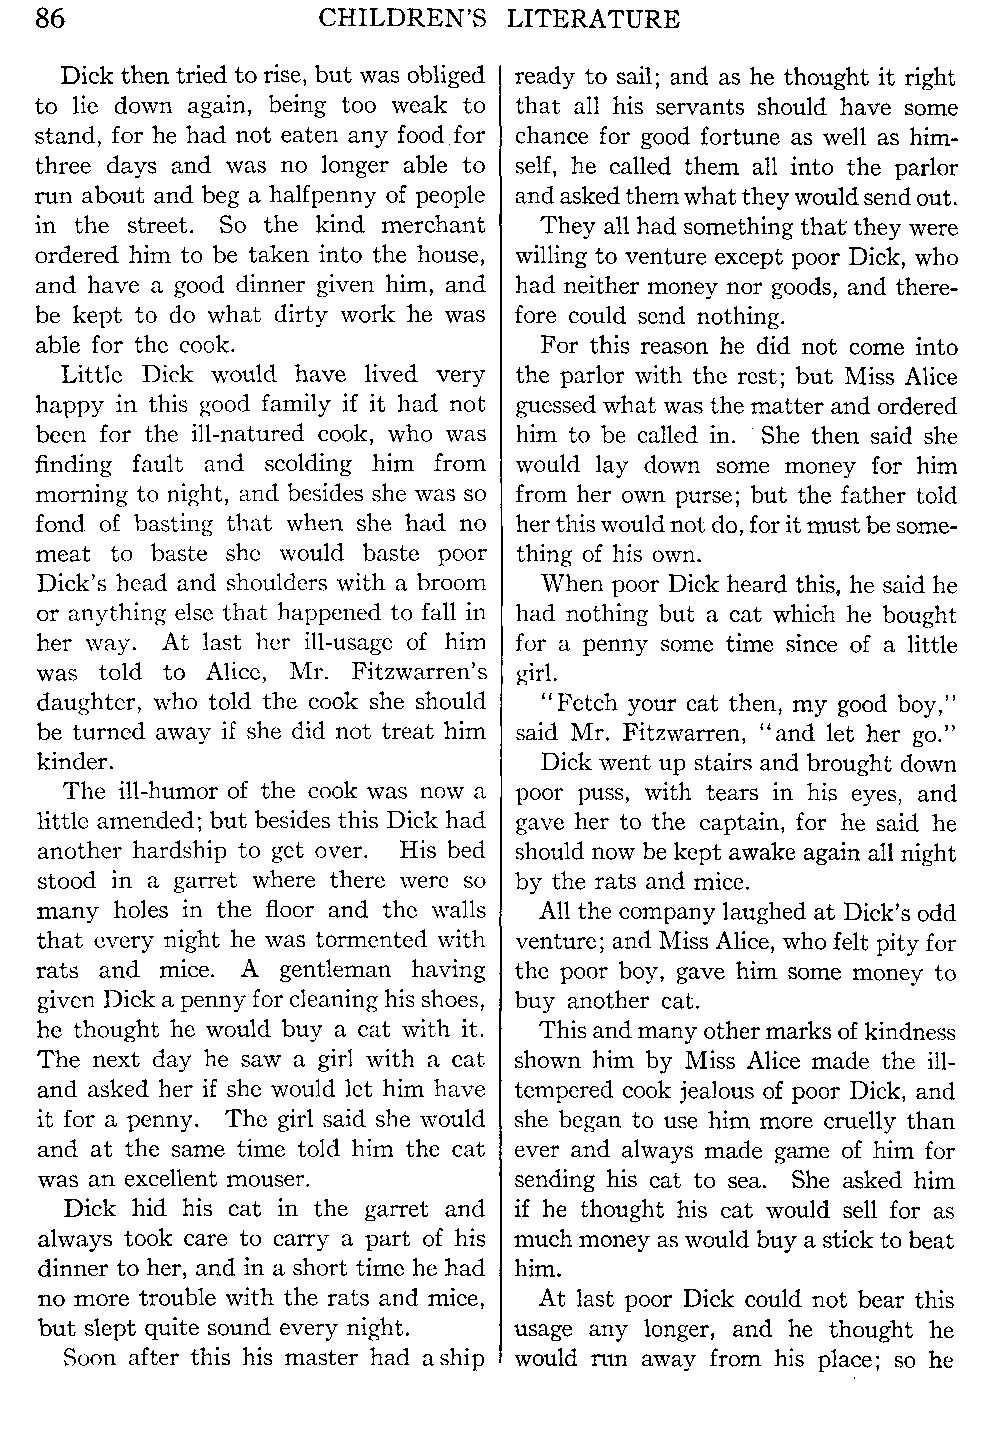 86 CHILDREN'S LITERATURE
Dick then tried to rise, but was obliged
to lie down again, being too weak to
stand, for he had not eaten any food for
three days and was no longer able to
run about and beg a halfpenny of people
in the street. So the kind merchant
ordered him to be taken into the house,
and have a good dinner given him, and
be kept to do what dirty work he was
able for the cook.
Little Dick would have lived very
happy in this good family if it had not
been for the ill-natured cook, who was
finding fault and scolding him from
morning to night, and besides she was so
fond of basting that when she had no
meat to baste she would baste poor
Dick's head and shoulders with a broom
or anything else that happened to fall in
her way. At last her ill-usage of him
was told to Alice, Mr. Fitzwarren's
daughter, who told the cook she should
be turned away if she did not treat him
kinder.
The ill-humor of the cook was now a
little amended; but besides this Dick had
another hardship to get over. His bed
stood in a garret where there were so
many holes in the floor and the walls
that every night he was tormented with
rats and mice. A gentleman having
given Dick a penny for cleaning his shoes,
he thought he would buy a cat with it.
The next day he saw a girl with a cat
and asked her if she would let him have
it for a penny. The girl said she would
and at the same time told him the cat
was an excellent mouser.
Dick hid his cat in the garret and
always took care to carry a part of his
dinner to her, and in a short time he had
no more trouble with the rats and mice,
but slept quite sound every night.
Soon after this his master had a ship
ready to sail; and as he thought it right
that all his servants should have some
chance for good fortune as well as him-
self, he called them all into the parlor
and asked them what they would send out.
They all had something that they were
willing to venture except poor Dick, who
had neither money nor goods, and there-
fore could send nothing.
For this reason he did not come into
the parlor with the rest; but Miss Alice
guessed what was the matter and ordered
him to be called in. She then said she
would lay down some money for him
from her own purse; but the father told
her this would not do, for it must be some-
thing of his own.
When poor Dick heard this, he said he
had nothing but a cat which he bought
for a penny some time since of a little
girl.
"Fetch your cat then, my good boy,"
said Mr. Fitzwarren, "and let her go."
Dick went up stairs and brought down
poor puss, with tears in his eyes, and
gave her to the captain, for he said he
should now be kept awake again all night
by the rats and mice.
All the company laughed at Dick's odd
venture; and Miss Alice, who felt pity for
the poor boy, gave him some money to
buy another cat.
This and many other marks of kindness
shown him by Miss Alice made the ill-
tempered cook jealous of poor Dick, and
she began to use him more cruelly than
ever and always made game of him for
sending his cat to sea. She asked him
if he thought his cat would sell for as
much money as would buy a stick to beat
him.
At last poor Dick could not bear this
usage any longer, and he thought he
would run away from his place; so he